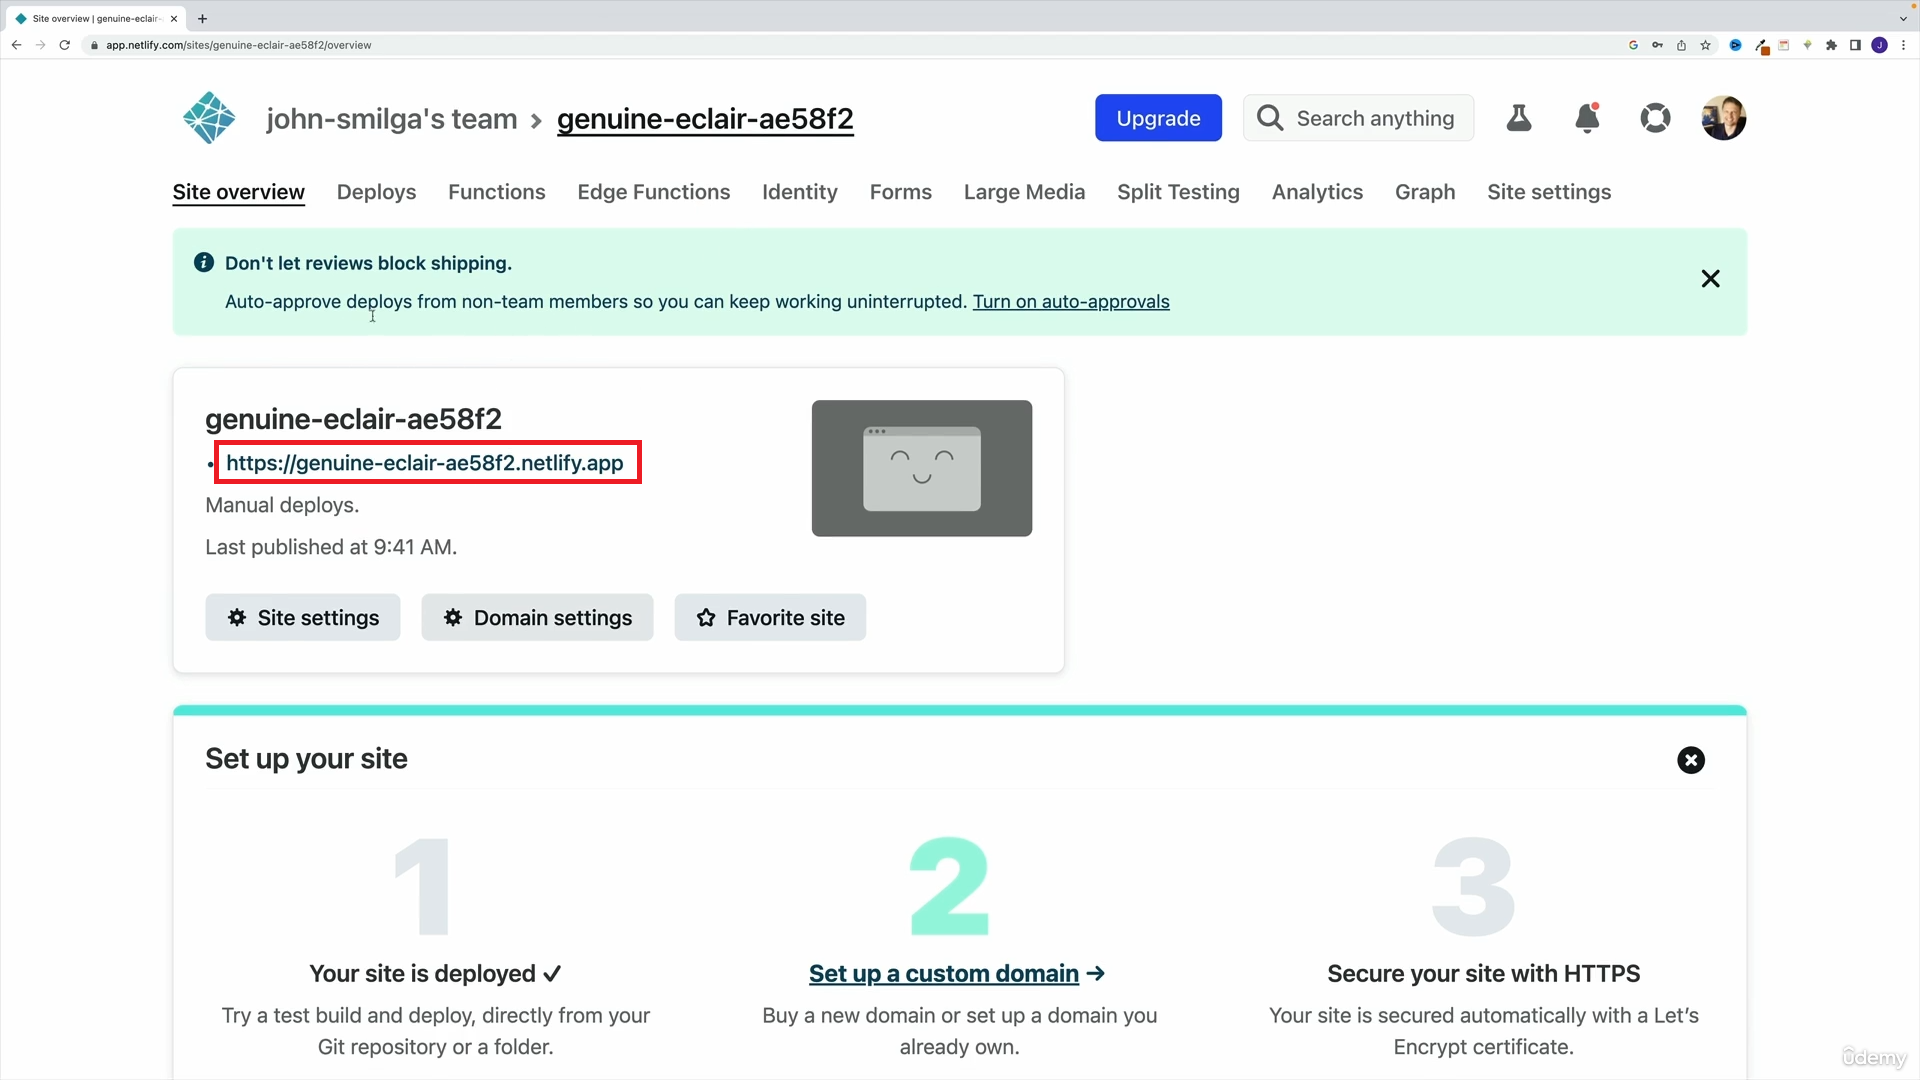 Site overview | genuine-eclair-
app.netlify.com/sites/genuine-eclair-ae58f2/overview
J
john-smilga's team > genuine-eclair-ae58f2
Upgrade
Search anything
Site overview Deploys Functions Edge Functions Identity Forms Large Media Split Testing Analytics Graph Site settings
Don't let reviews block shipping.
Auto-approve deploys from non-team members so you can keep working uninterrupted. Turn on auto-approvals
genuine-eclair-ae58f2
• https://genuine-eclair-ae58f2.netlify.app
Manual deploys.
Last published at 9:41 AM.
Site settings
Domain settings
Favorite site
Set up your site
1
Your site is deployed ✓
Try a test build and deploy, directly from your
Git repository or a folder.
2
Set up a custom domain →
Buy a new domain or set up a domain you
already own.
3
Secure your site with HTTPS
Your site is secured automatically with a Let's
Encrypt certificate.
ûdemy